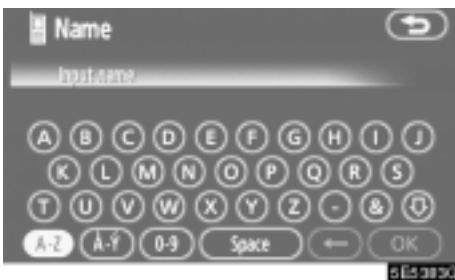 Name
Input name.
A B C D E F G H I J
K L M N O P Q R S
T U V W X Y Z - &
A-Z À-Ý 0-9 Space ← OK